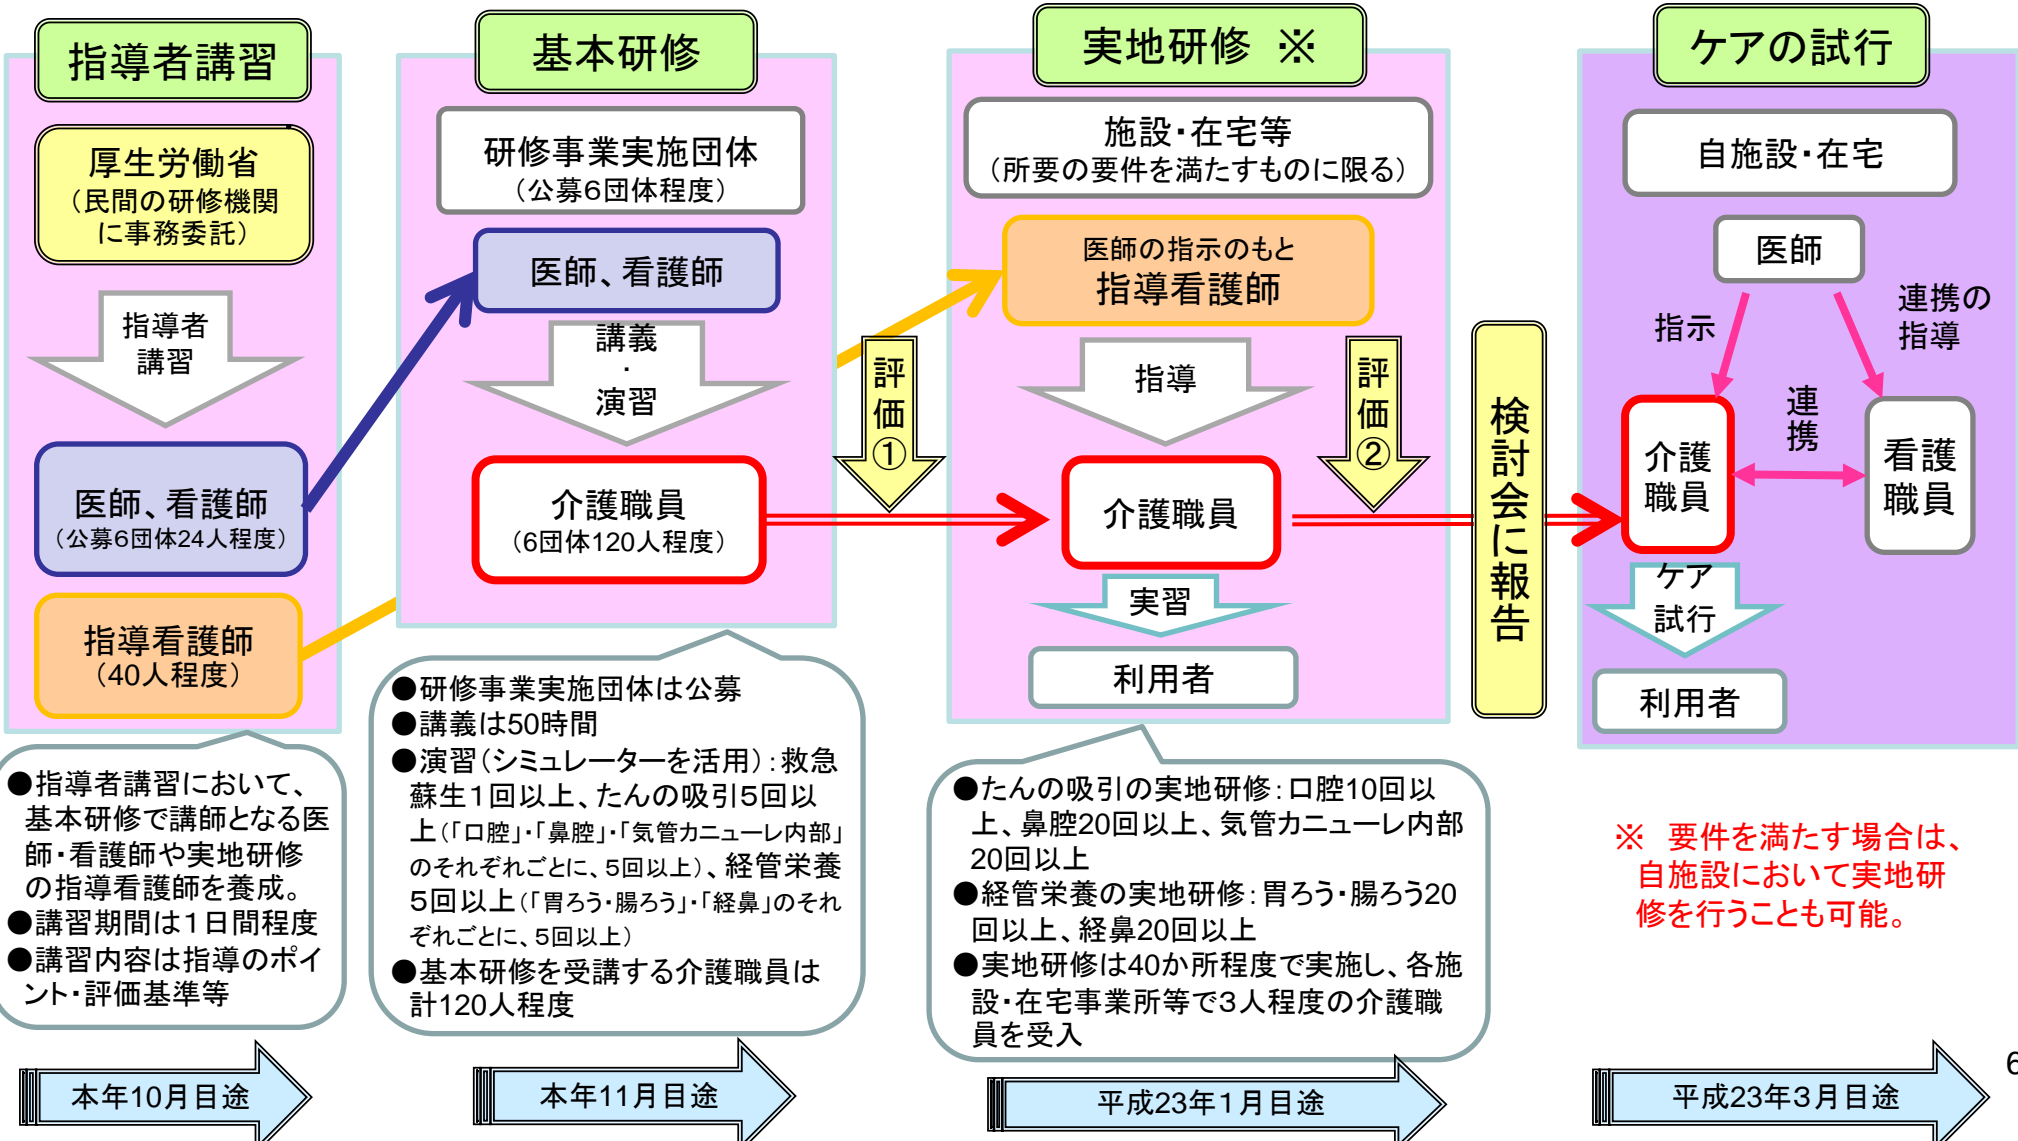 指導者講習
厚生労働省
(民間の研修機関
に事務委託)
指導者
講習
医師、看護師
(公募6団体24人程度)
指導看護師
(40人程度)
●指導者講習において、
基本研修で講師となる医
師・看護師や実地研修
の指導看護師を養成。
●講習期間は1日間程度
●講習内容は指導のポイ
ント・評価基準等
本年10月目途
基本研修
研修事業実施団体
(公募6団体程度)
医師、看護師
講義
・
演習
介護職員
(6団体120人程度)
●研修事業実施団体は公募
●講義は50時間
●演習(シミュレーターを活用):救急
蘇生1回以上、たんの吸引5回以
上(「口腔」・「鼻腔」・「気管カニューレ内部」
のそれぞれごとに、5回以上)、経管栄養
5回以上(「胃ろう・腸ろう」・「経鼻」のそれ
ぞれごとに、5回以上)
●基本研修を受講する介護職員は
計120人程度
本年11月目途
評価①
実地研修 ※
施設・在宅等
(所要の要件を満たすものに限る)
医師の指示のもと
指導看護師
指導
介護職員
実習
利用者
●たんの吸引の実地研修:口腔10回以
上、鼻腔20回以上、気管カニューレ内部
20回以上
●経管栄養の実地研修:胃ろう・腸ろう20
回以上、経鼻20回以上
●実地研修は40か所程度で実施し、各施
設・在宅事業所等で3人程度の介護職
員を受入
平成23年1月目途
評価②
検討会に報告
ケアの試行
自施設・在宅
医師
指示
連携の
指導
連携
介護
職員
看護
職員
ケア
試行
利用者
※ 要件を満たす場合は、
自施設において実地研
修を行うことも可能。
平成23年3月目途
6